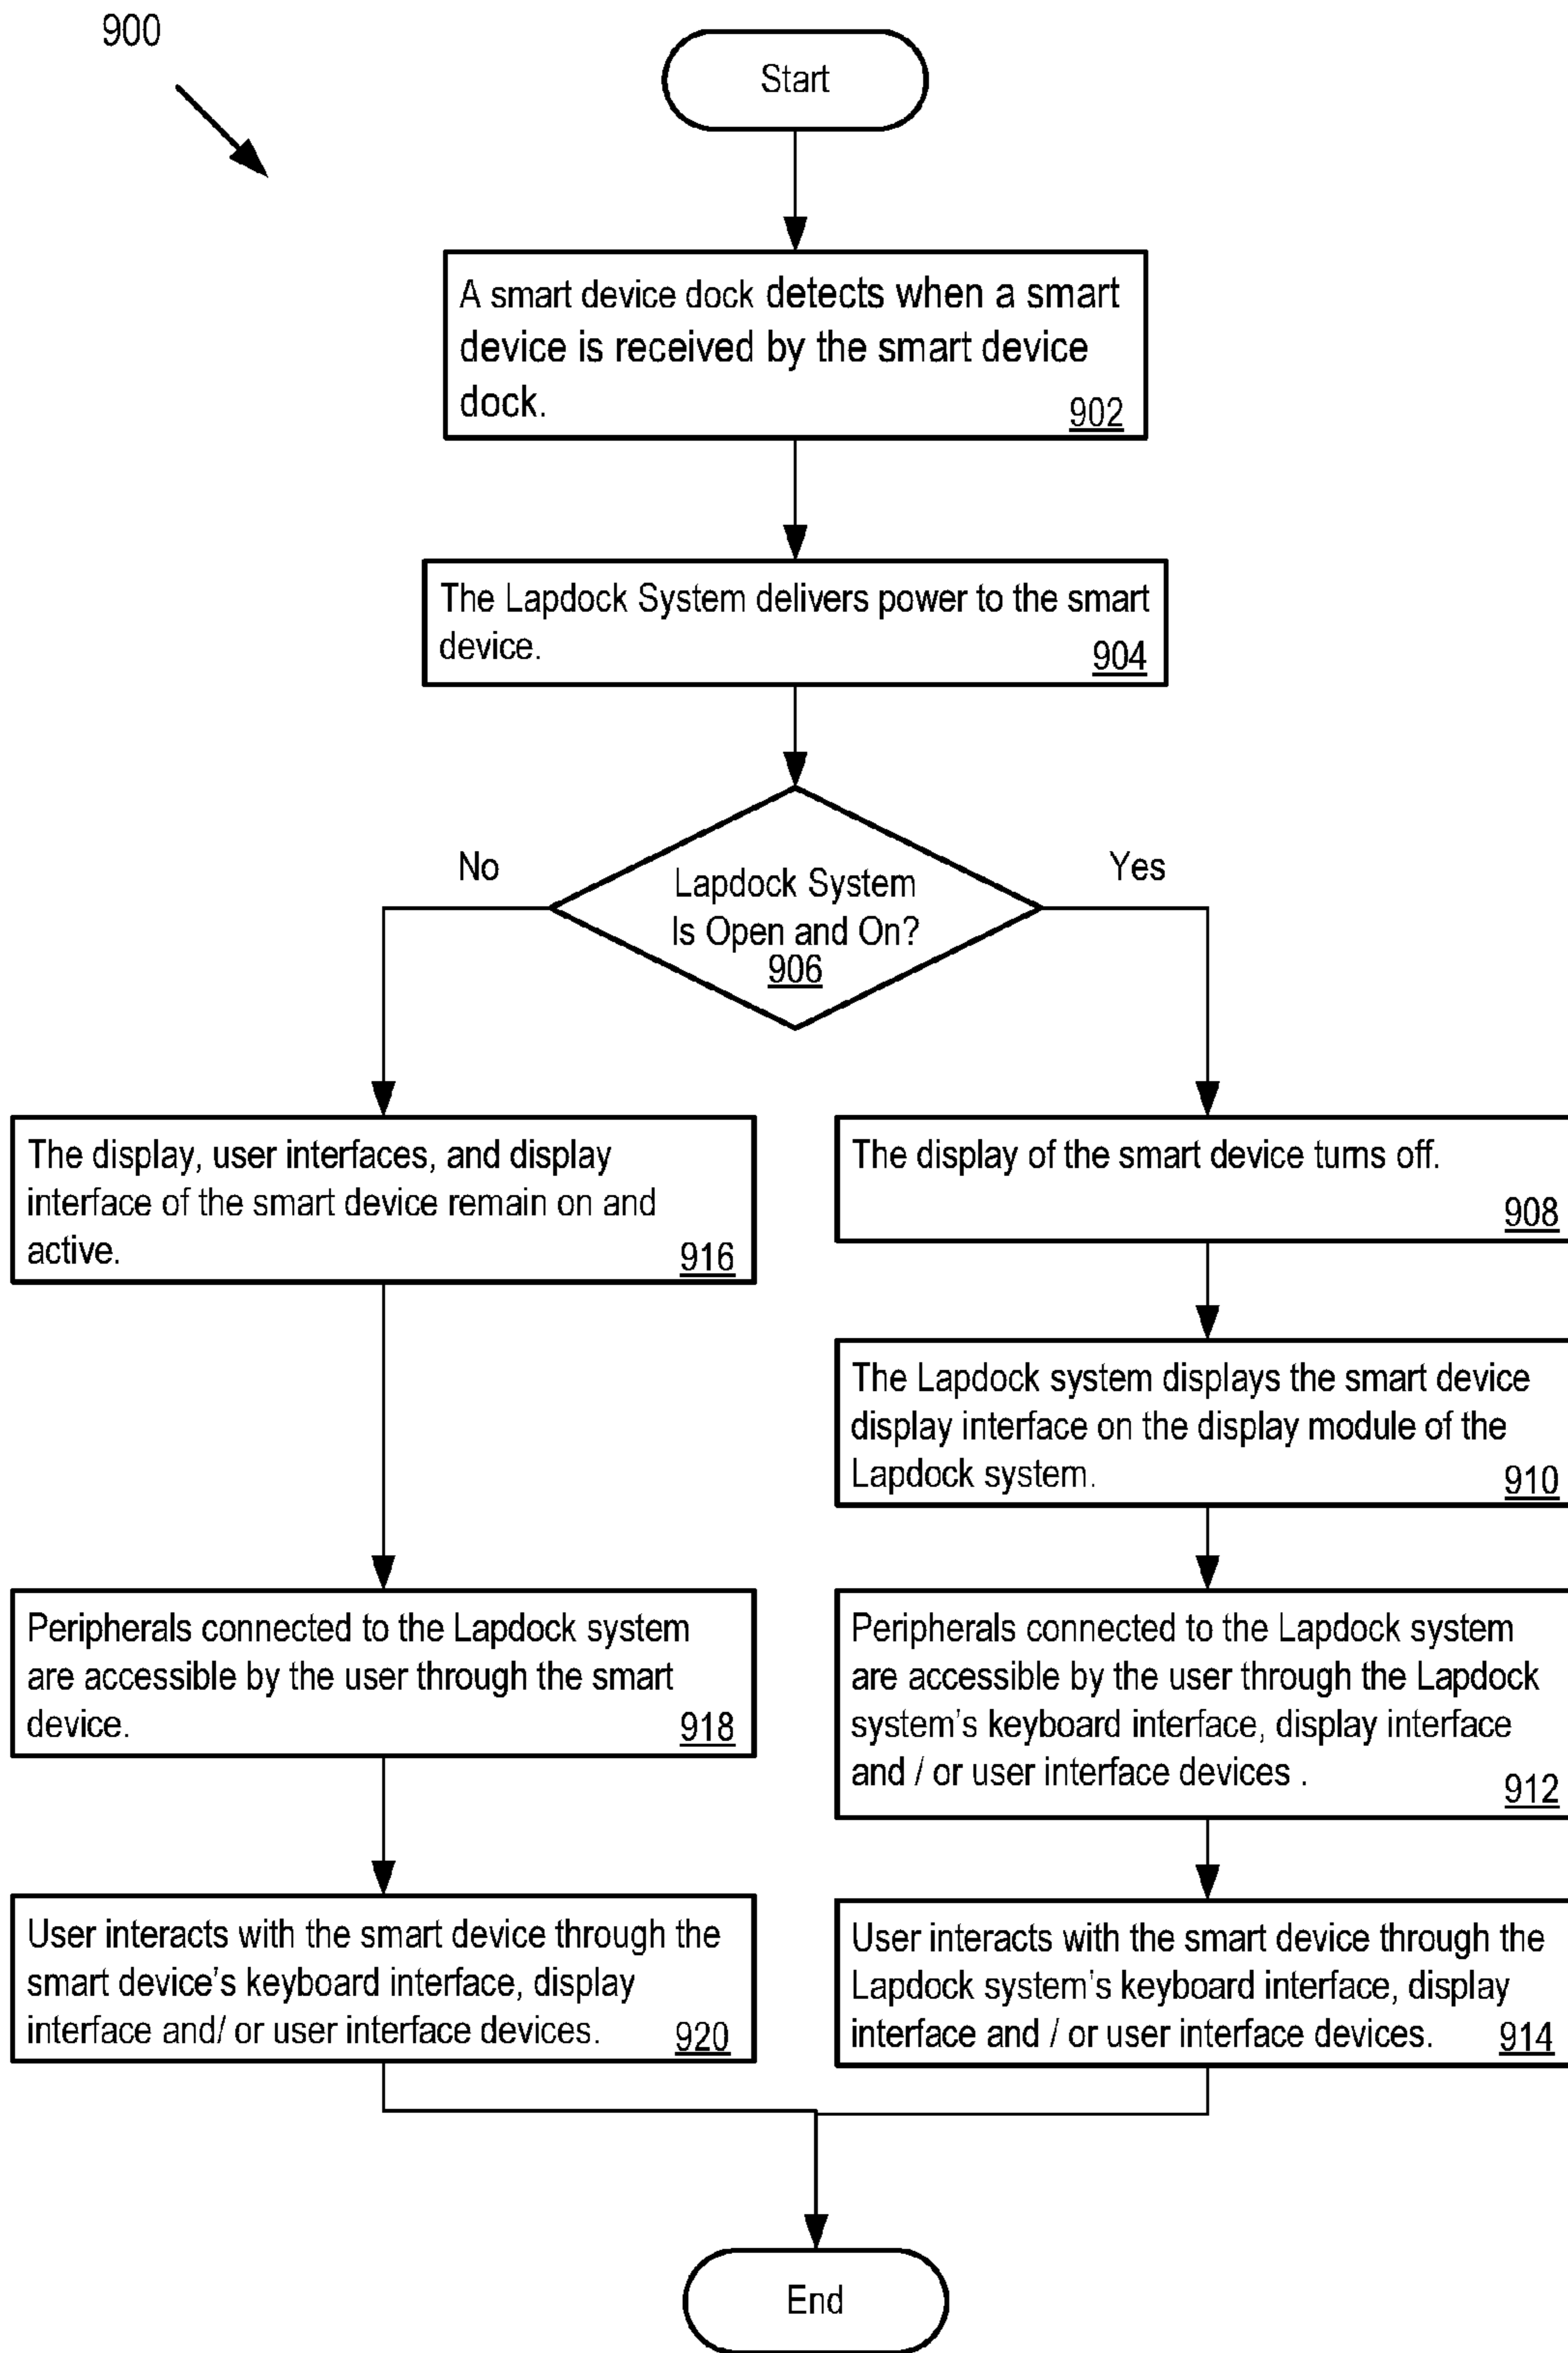 900
Start
A smart device dock detects when a smart
device is received by the smart device
dock.
902
The Lapdock System delivers power to the smart
device.
904
No
Yes
Lapdock System
Is Open and On?
906
The display, user interfaces, and display
interface of the smart device remain on and
active.
916
The display of the smart device turns off.
908
The Lapdock system displays the smart device
display interface on the display module of the
Lapdock system.
910
Peripherals connected to the Lapdock system
are accessible by the user through the smart
device.
918
Peripherals connected to the Lapdock system
are accessible by the user through the Lapdock
system's keyboard interface, display interface
and / or user interface devices .
912
User interacts with the smart device through the
smart device's keyboard interface, display
interface and/ or user interface devices.
920
User interacts with the smart device through the
Lapdock system's keyboard interface, display
interface and / or user interface devices.
914
End